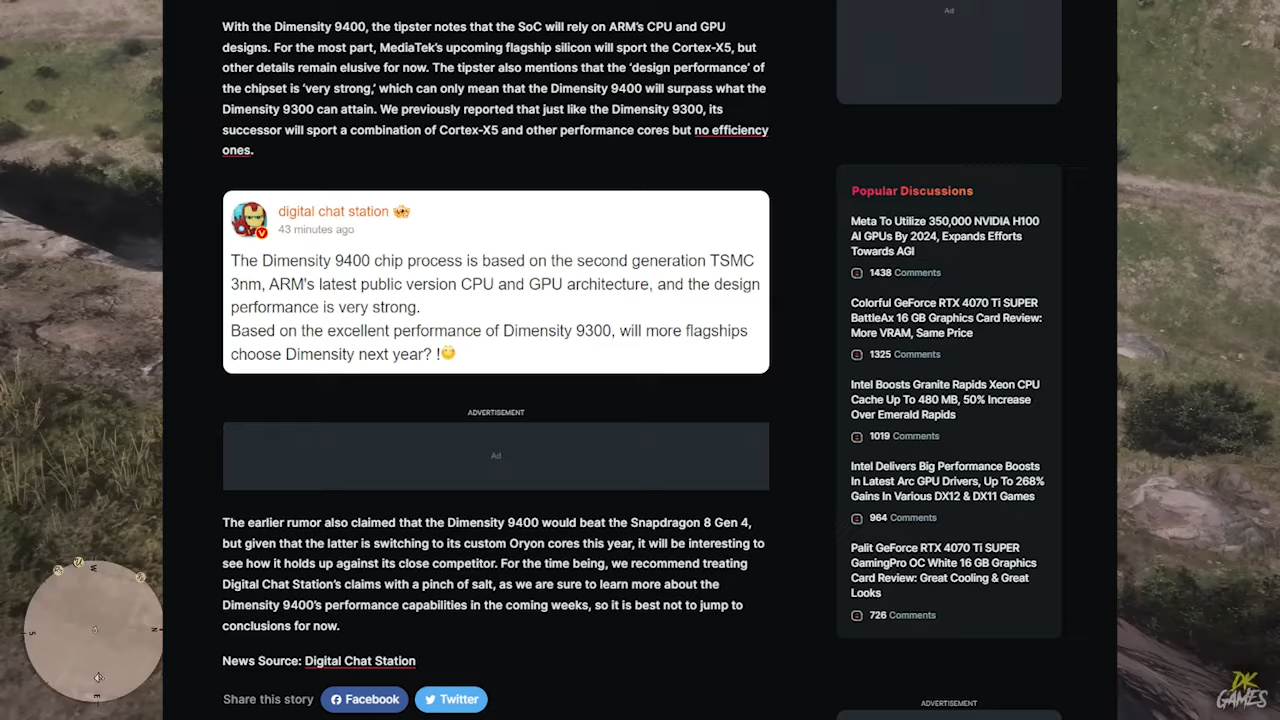 With the Dimensity 9400, the tipster notes that the SoC will rely on ARM's CPU and GPU
designs. For the most part, MediaTek's upcoming flagship silicon will sport the Cortex-X5, but
other details remain elusive for now. The tipster also mentions that the 'design performance' of
the chipset is 'very strong,' which can only mean that the Dimensity 9400 will surpass what the
Dimensity 9300 can attain. We previously reported that just like the Dimensity 9300, its
successor will sport a combination of Cortex-X5 and other performance cores but no efficiency
ones.
digital chat station
43 minutes ago
The Dimensity 9400 chip process is based on the second generation TSMC
3nm, ARM's latest public version CPU and GPU architecture, and the design
performance is very strong.
Based on the excellent performance of Dimensity 9300, will more flagships
choose Dimensity next year? !
ADVERTISEMENT
Ad
The earlier rumor also claimed that the Dimensity 9400 would beat the Snapdragon 8 Gen 4,
but given that the latter is switching to its custom Oryon cores this year, it will be interesting to
see how it holds up against its close competitor. For the time being, we recommend treating
Digital Chat Station's claims with a pinch of salt, as we are sure to learn more about the
Dimensity 9400's performance capabilities in the coming weeks, so it is best not to jump to
conclusions for now.
News Source: Digital Chat Station
Share this story Facebook Twitter
Ad
Popular Discussions
Meta To Utilize 350,000 NVIDIA H100
AI GPUs By 2024, Expands Efforts
Towards AGI
1438 Comments
Colorful GeForce RTX 4070 Ti SUPER
BattleAx 16 GB Graphics Card Review:
More VRAM, Same Price
1325 Comments
Intel Boosts Granite Rapids Xeon CPU
Cache Up To 480 MB, 50% Increase
Over Emerald Rapids
1019 Comments
Intel Delivers Big Performance Boosts
In Latest Arc GPU Drivers, Up To 268%
Gains In Various DX12 & DX11 Games
964 Comments
Palit GeForce RTX 4070 Ti SUPER
GamingPro OC White 16 GB Graphics
Card Review: Great Cooling & Great
Looks
726 Comments
ADVERTISEMENT
W
S
N
E
DK
GAMES